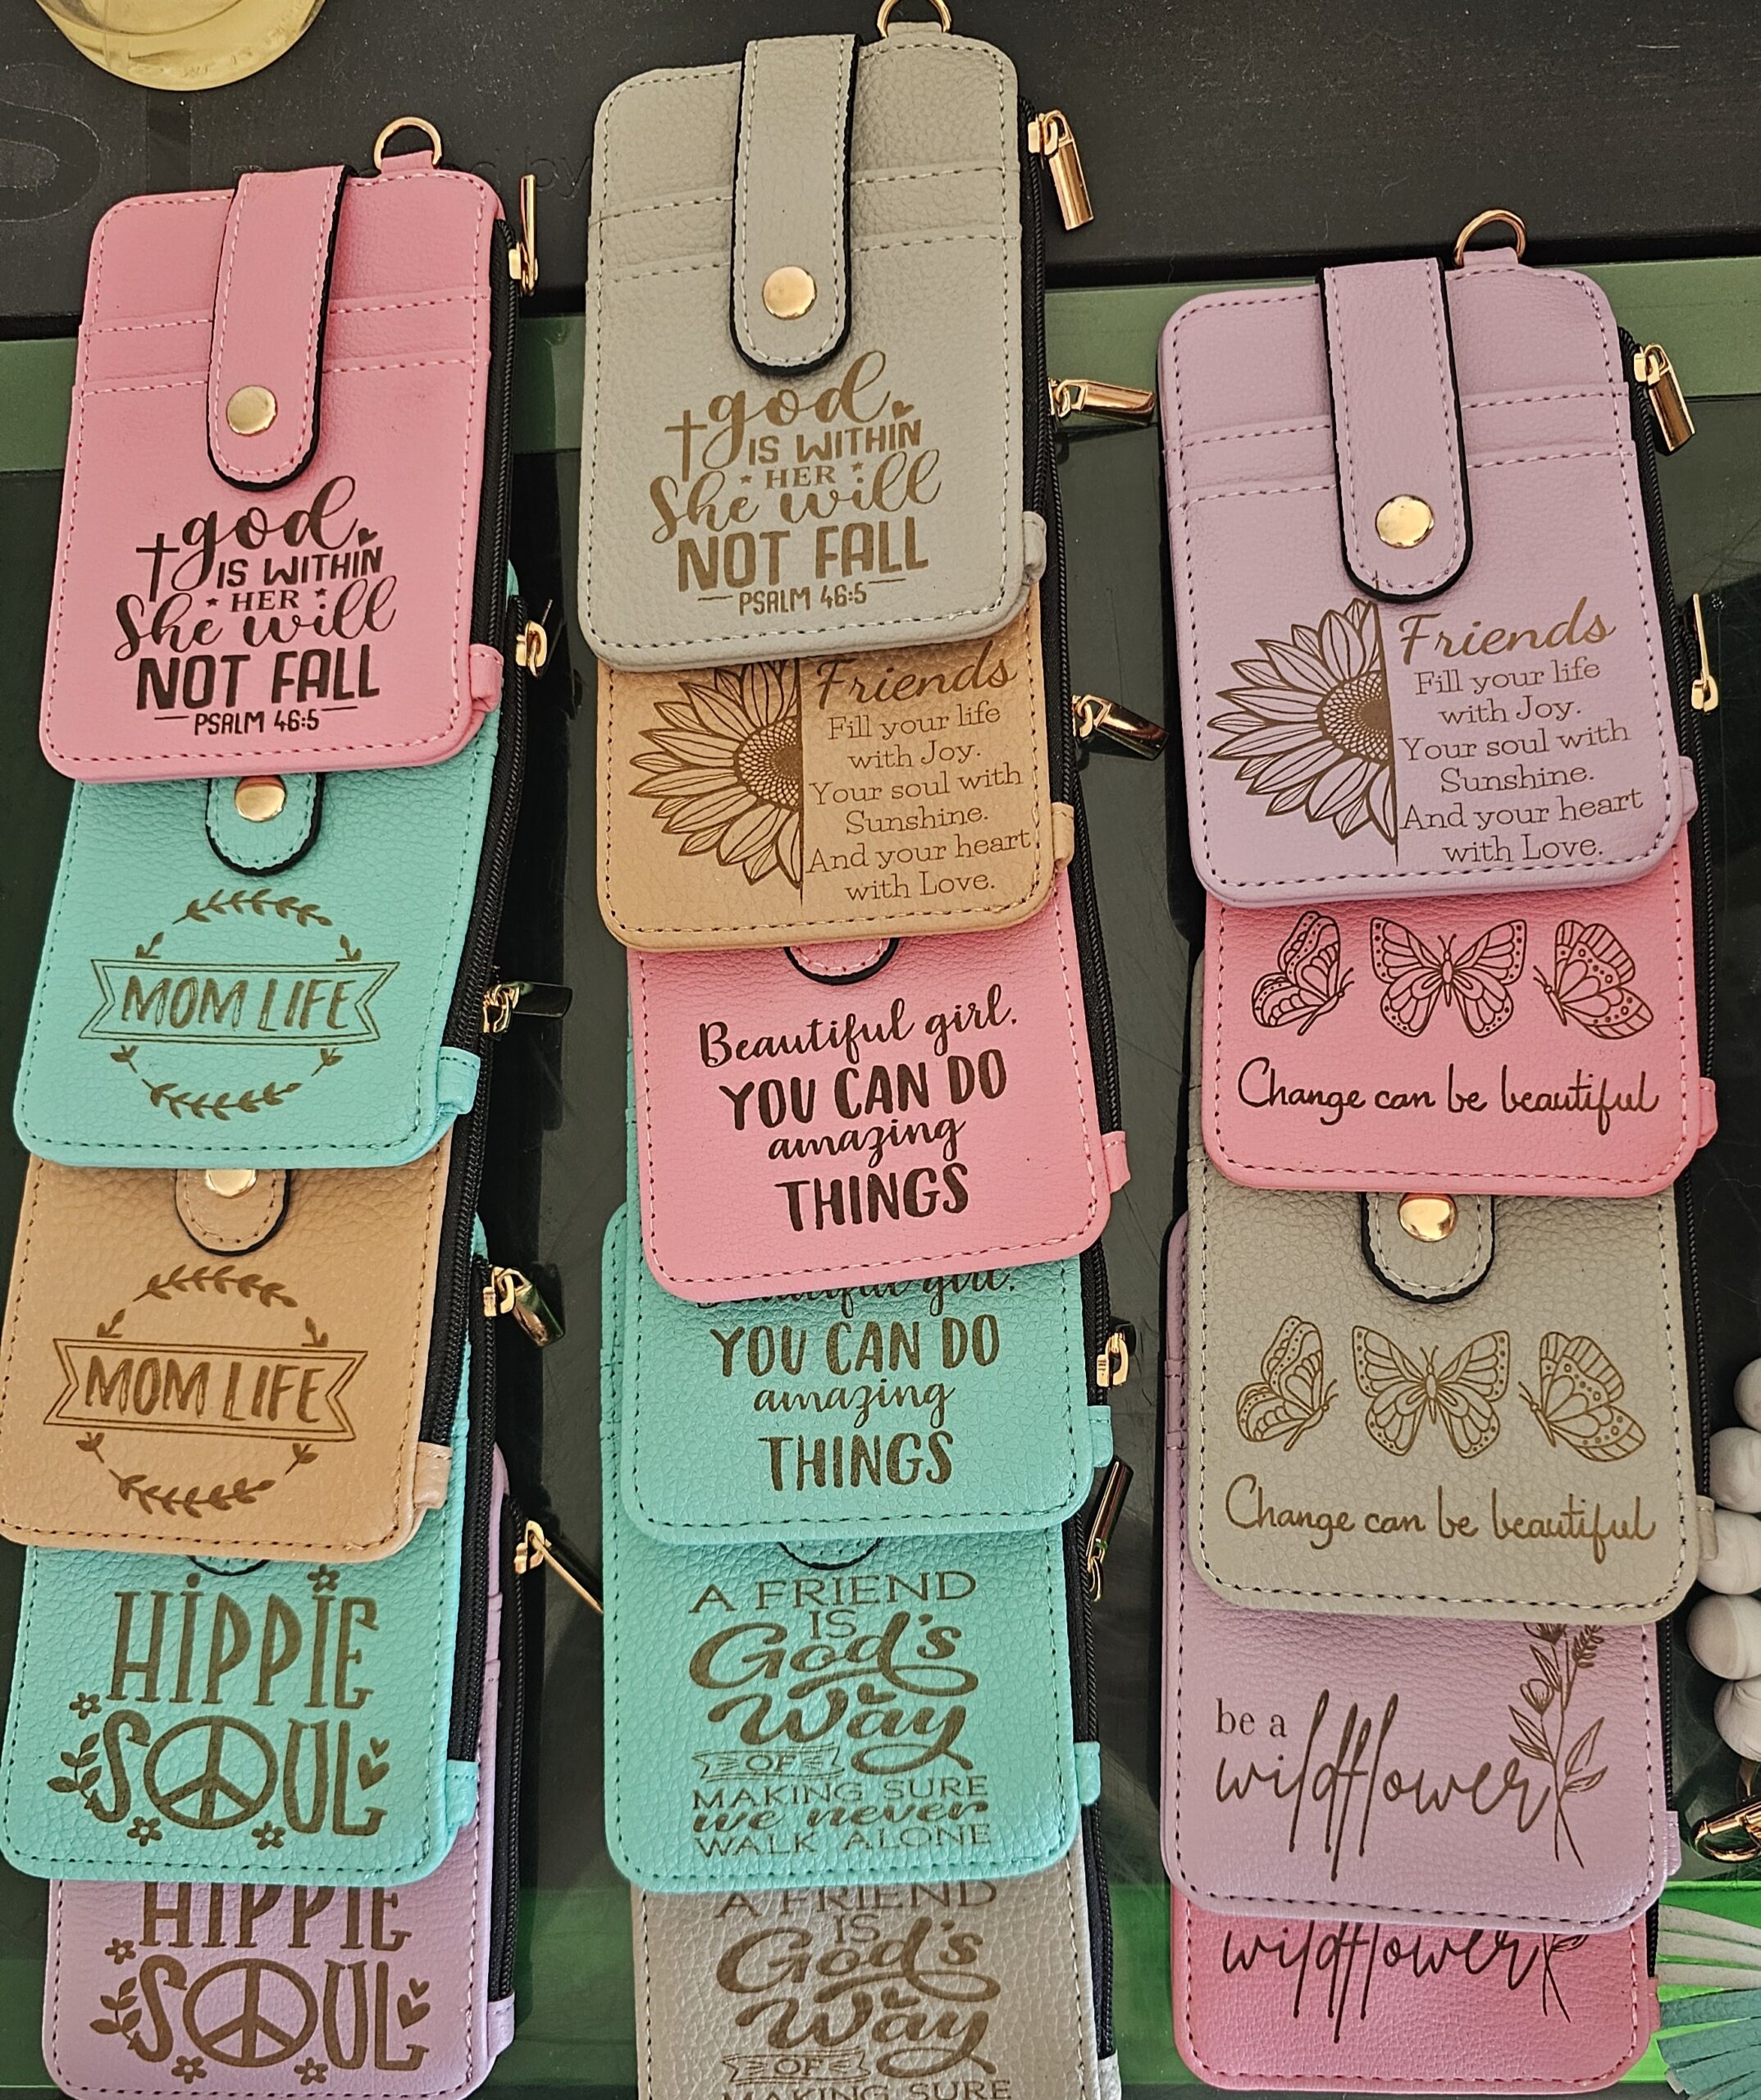 god
IS WITHIN
HER
She will
NOT FALL
PSALM 46:5
MOM LIFE
MOM LIFE
HIPPIE
SOUL
HIPPIE
SOUL
god
IS WITHIN
HER
She will
NOT FALL
PSALM 46:5
Friends
Fill your life
with Joy.
Your soul with
Sunshine.
And your heart
with Love.
Beautiful girl.
YOU CAN DO
amazing
THINGS
Beautiful girl.
YOU CAN DO
amazing
THINGS
A FRIEND
IS
God's
Way
OF
MAKING SURE
we never
WALK ALONE
A FRIEND
IS
God's
Way
OF
MAKING SURE
Friends
Fill your life
with Joy.
Your soul with
Sunshine.
And your heart
with Love.
Change can be beautiful
Change can be beautiful
be a
wildflower
wildflower